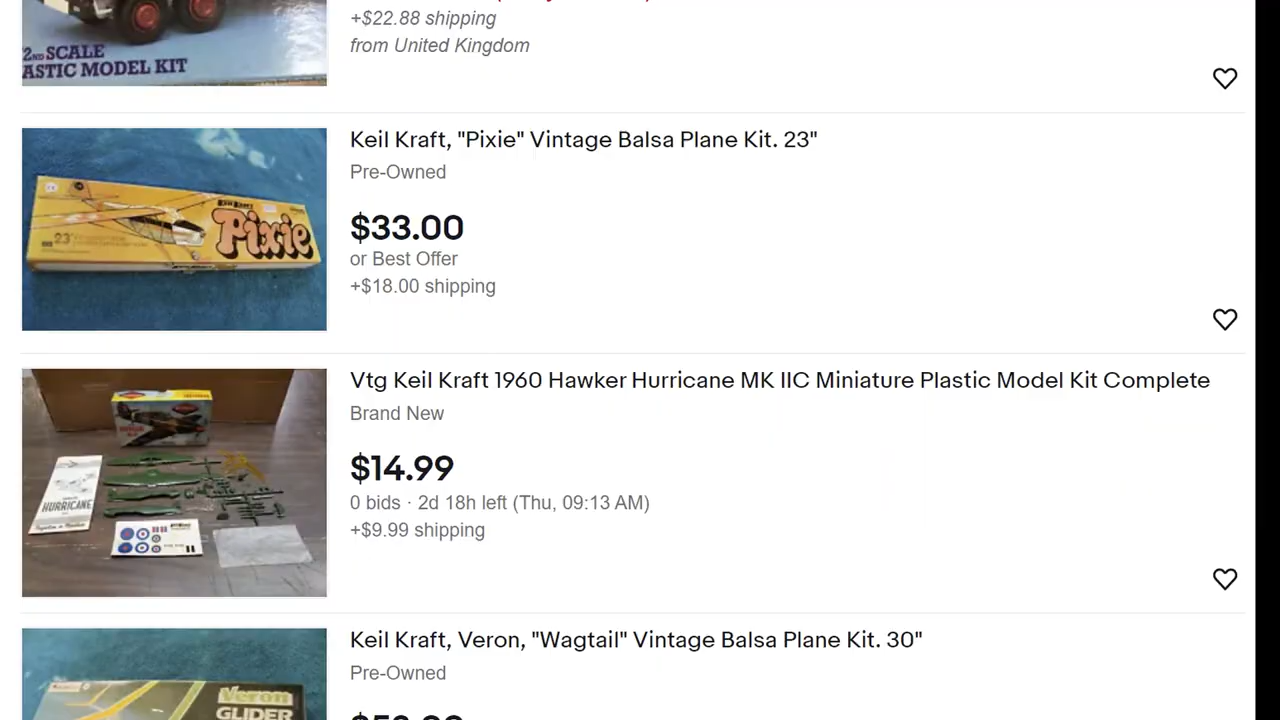 +$22.88 shipping
from United Kingdom
2ND SCALE
ASTIC MODEL KIT
Keil Kraft, "Pixie" Vintage Balsa Plane Kit. 23"
Pre-Owned
$33.00
or Best Offer
+$18.00 shipping
Pixie
23"
Vtg Keil Kraft 1960 Hawker Hurricane MK IIC Miniature Plastic Model Kit Complete
Brand New
$14.99
0 bids · 2d 18h left (Thu, 09:13 AM)
+$9.99 shipping
HURRICANE
Keil Kraft, Veron, "Wagtail" Vintage Balsa Plane Kit. 30"
Pre-Owned
Veron
GLIDER